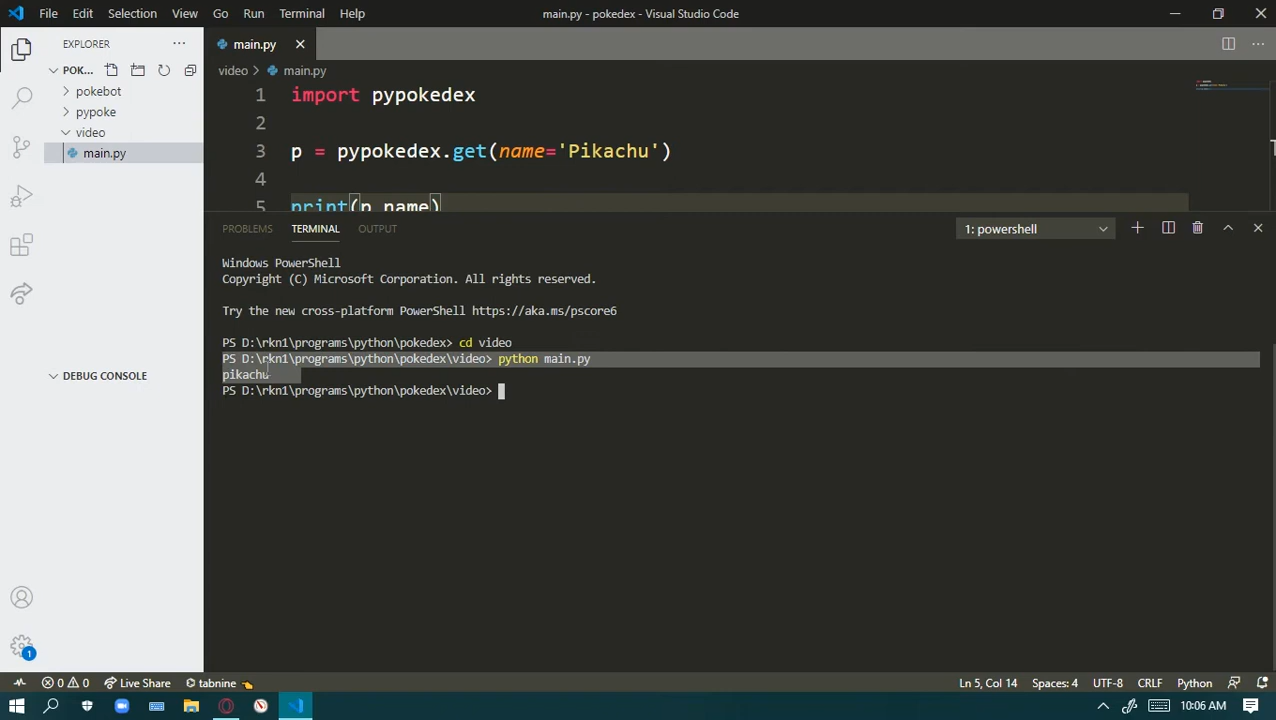 File Edit Selection View Go Run Terminal Help
main.py - pokedex - Visual Studio Code
EXPLORER
POK...
pokebot
pypoke
video
main.py
DEBUG CONSOLE
main.py
video > main.py
1 import pypokedex
2
3 p = pypokedex.get(name='Pikachu')
4
5 print(p.name)
PROBLEMS TERMINAL OUTPUT
1: powershell
Windows PowerShell
Copyright (C) Microsoft Corporation. All rights reserved.
Try the new cross-platform PowerShell https://aka.ms/pscore6
PS D:\rkn1\programs\python\pokedex> cd video
PS D:\rkn1\programs\python\pokedex\video> python main.py
pikachu
PS D:\rkn1\programs\python\pokedex\video>
1
0 0 Live Share tabnine
Ln 5, Col 14 Spaces: 4 UTF-8 CRLF Python
10:06 AM